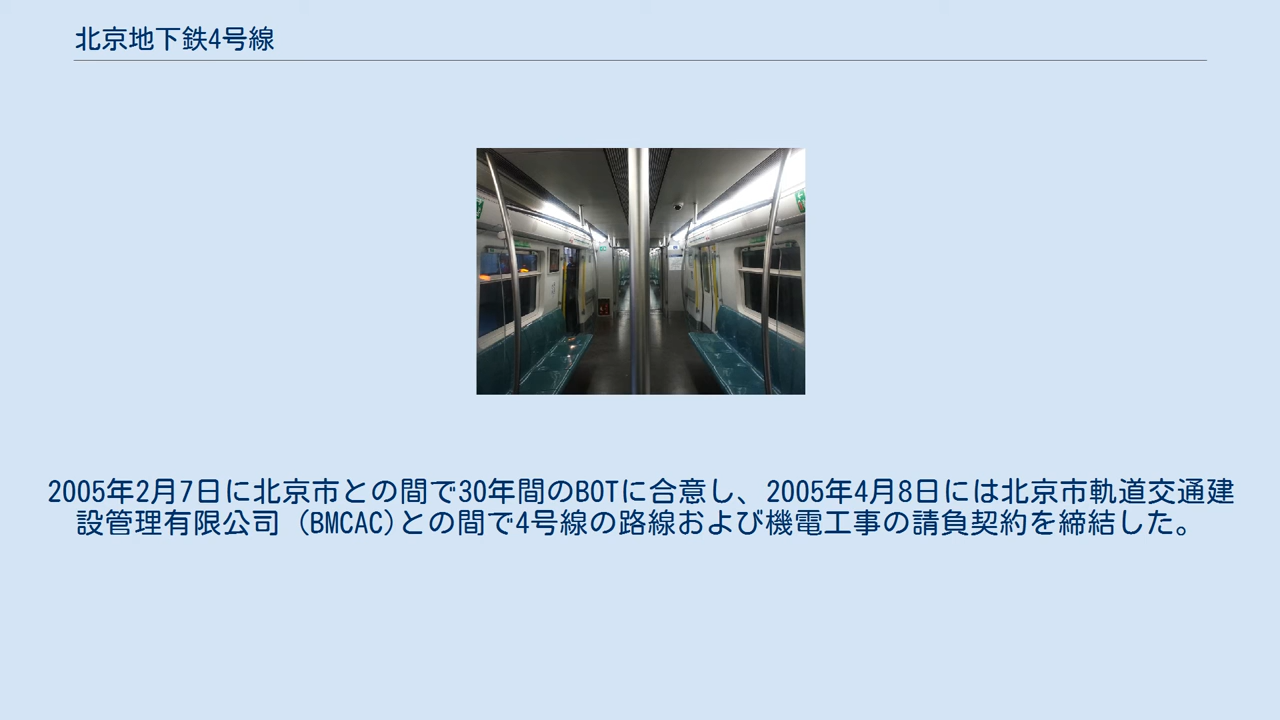 北京地下鉄4号線
2005年2月7日に北京市との間で30年間のBOTに合意し、2005年4月8日には北京市軌道交通建
設管理有限公司 (BMCAC)との間で4号線の路線および機電工事の請負契約を締結した。